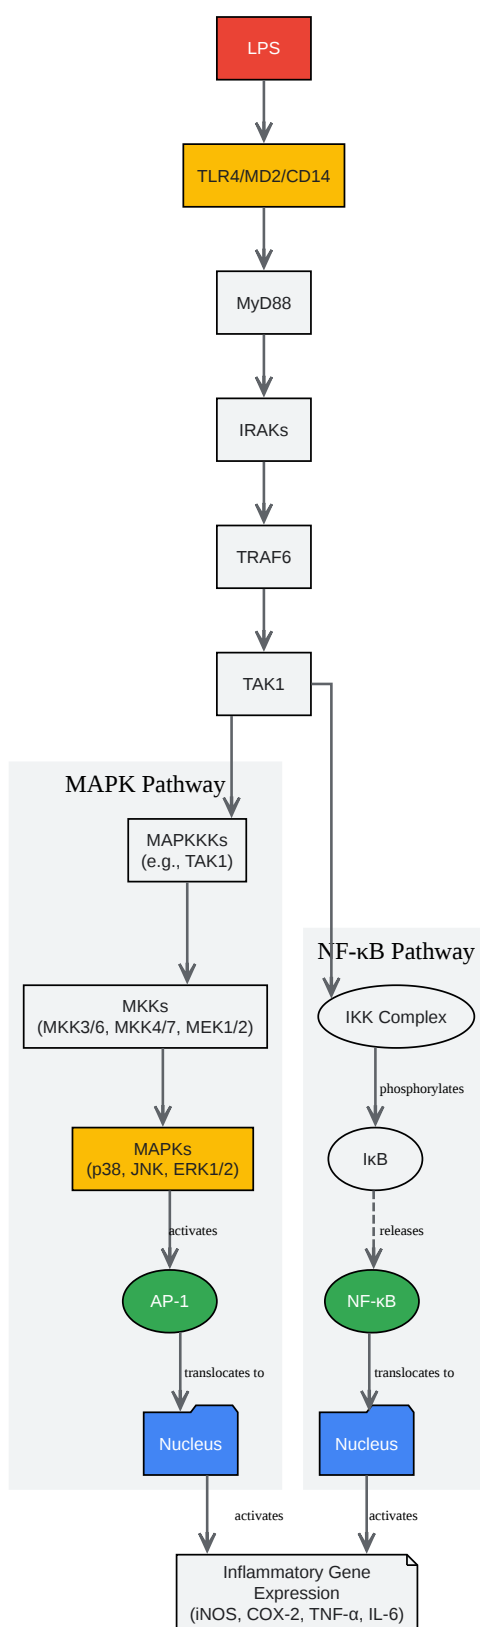 LPS
TLR4/MD2/CD14
MyD88
IRAKs
TRAF6
TAK1
MAPK Pathway
MAPKKKs
(e.g., TAK1)
MKKs
(MKK3/6, MKK4/7, MEK1/2)
MAPKs
(p38, JNK, ERK1/2)
activates
AP-1
translocates to
Nucleus
activates
NF-κB Pathway
IKK Complex
phosphorylates
IκB
releases
NF-κB
translocates to
Nucleus
activates
Inflammatory Gene
Expression
(iNOS, COX-2, TNF-α, IL-6)